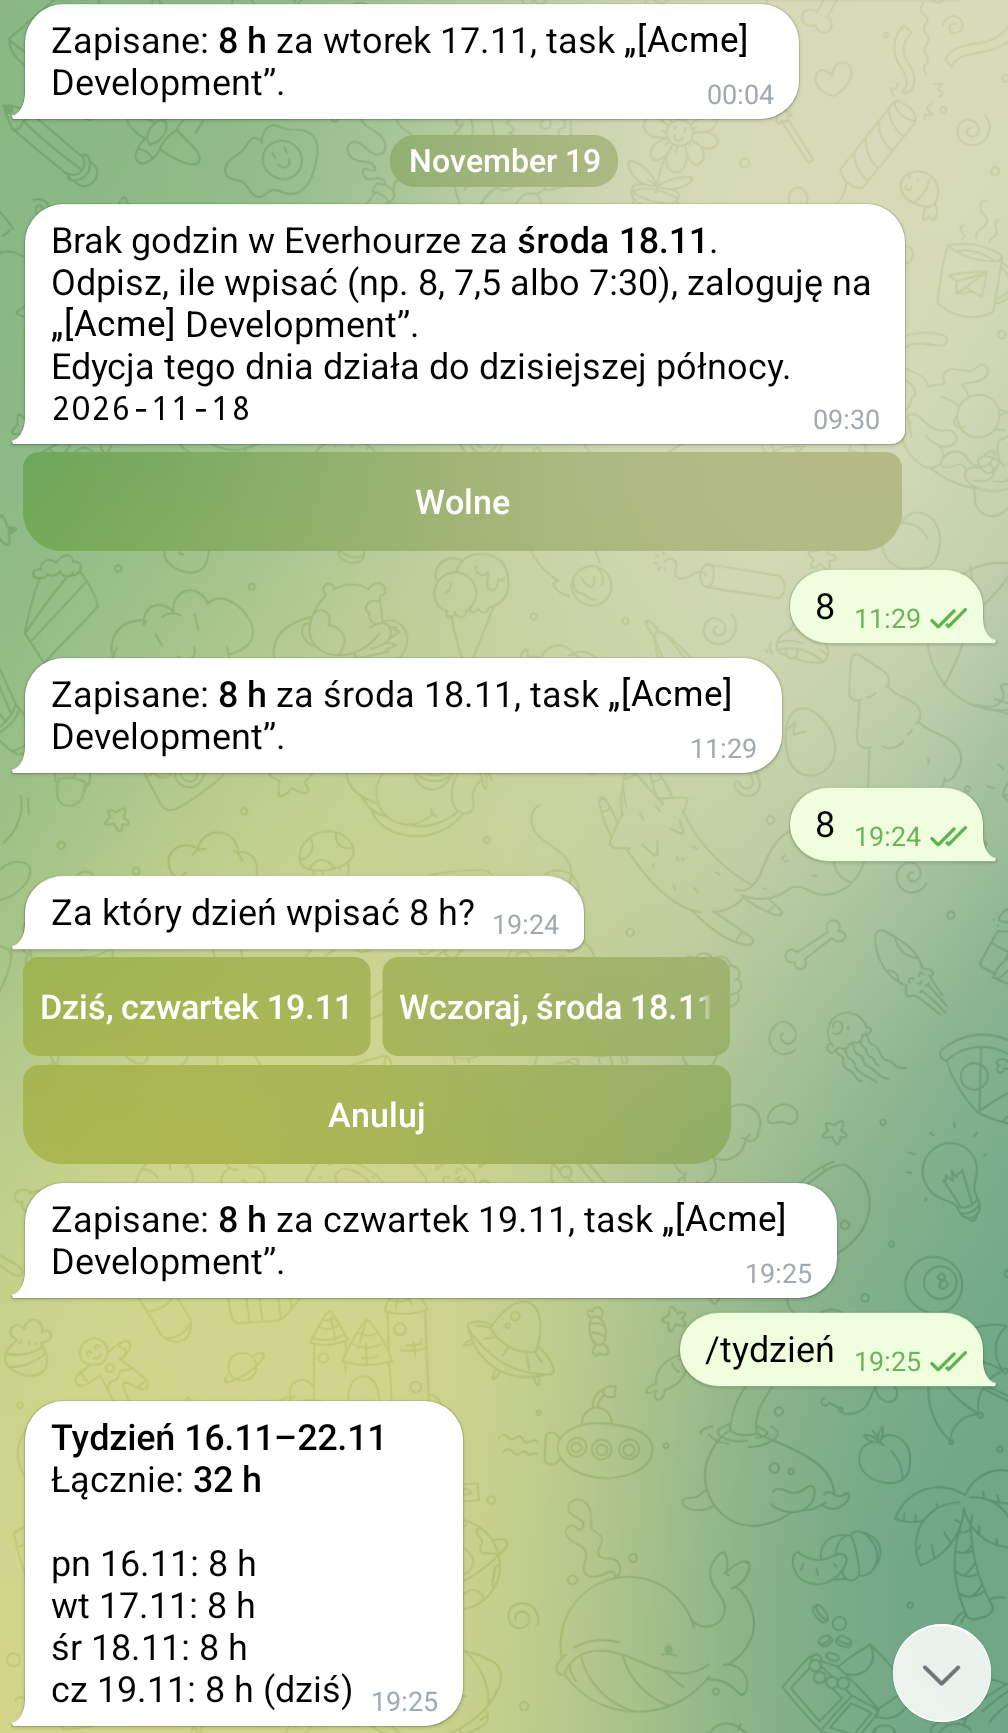 Zapisane: 8 h za wtorek 17.11, task „[Acme]
Development”.
00:04
November 19
Brak godzin w Everhourze za środa 18.11.
Odpisz, ile wpisać (np. 8, 7,5 albo 7:30), zaloguję na
„[Acme] Development”.
Edycja tego dnia działa do dzisiejszej północy.
2026-11-18
09:30
Wolne
8 11:29
Zapisane: 8 h za środa 18.11, task „[Acme]
Development”.
11:29
8 19:24
Za który dzień wpisać 8 h? 19:24
Dziś, czwartek 19.11 Wczoraj, środa 18.11
Anuluj
Zapisane: 8 h za czwartek 19.11, task „[Acme]
Development”.
19:25
/tydzień 19:25
Tydzień 16.11–22.11
Łącznie: 32 h
pn 16.11: 8 h
wt 17.11: 8 h
śr 18.11: 8 h
cz 19.11: 8 h (dziś) 19:25